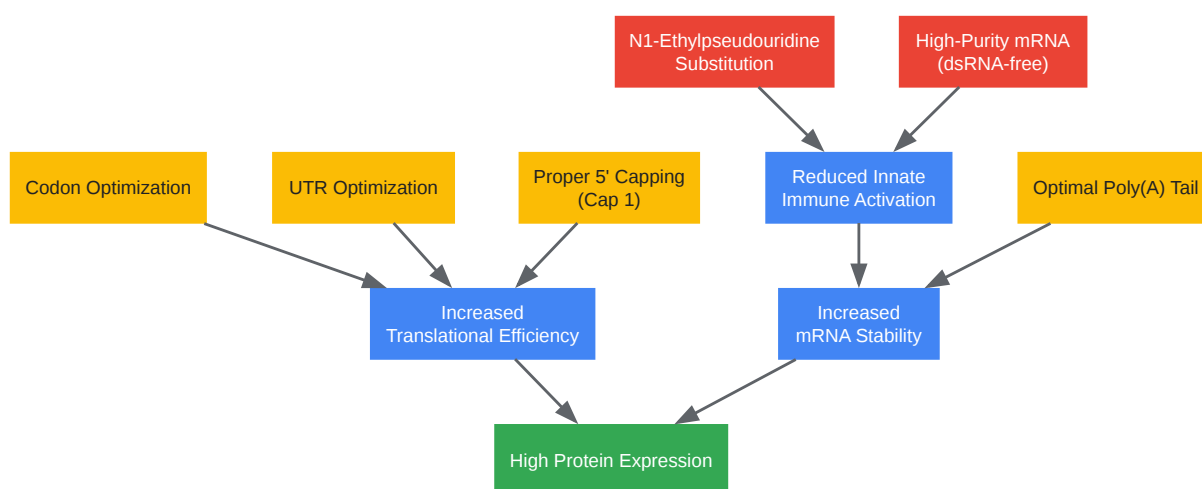 N1-Ethylpseudouridine
Substitution
High-Purity mRNA
(dsRNA-free)
Codon Optimization
UTR Optimization
Proper 5' Capping
(Cap 1)
Reduced Innate
Immune Activation
Optimal Poly(A) Tail
Increased
Translational Efficiency
Increased
mRNA Stability
High Protein Expression